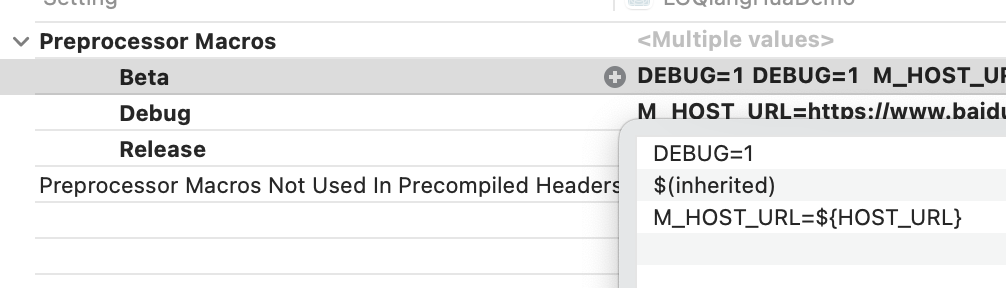 Setting
Preprocessor Macros <Multiple values>
Beta DEBUG=1 DEBUG=1 M_HOST_UR
Debug M_HOST_URL=https://www.baidu
Release
DEBUG=1
Preprocessor Macros Not Used In Precompiled Headers
$(inherited)
M_HOST_URL=${HOST_URL}